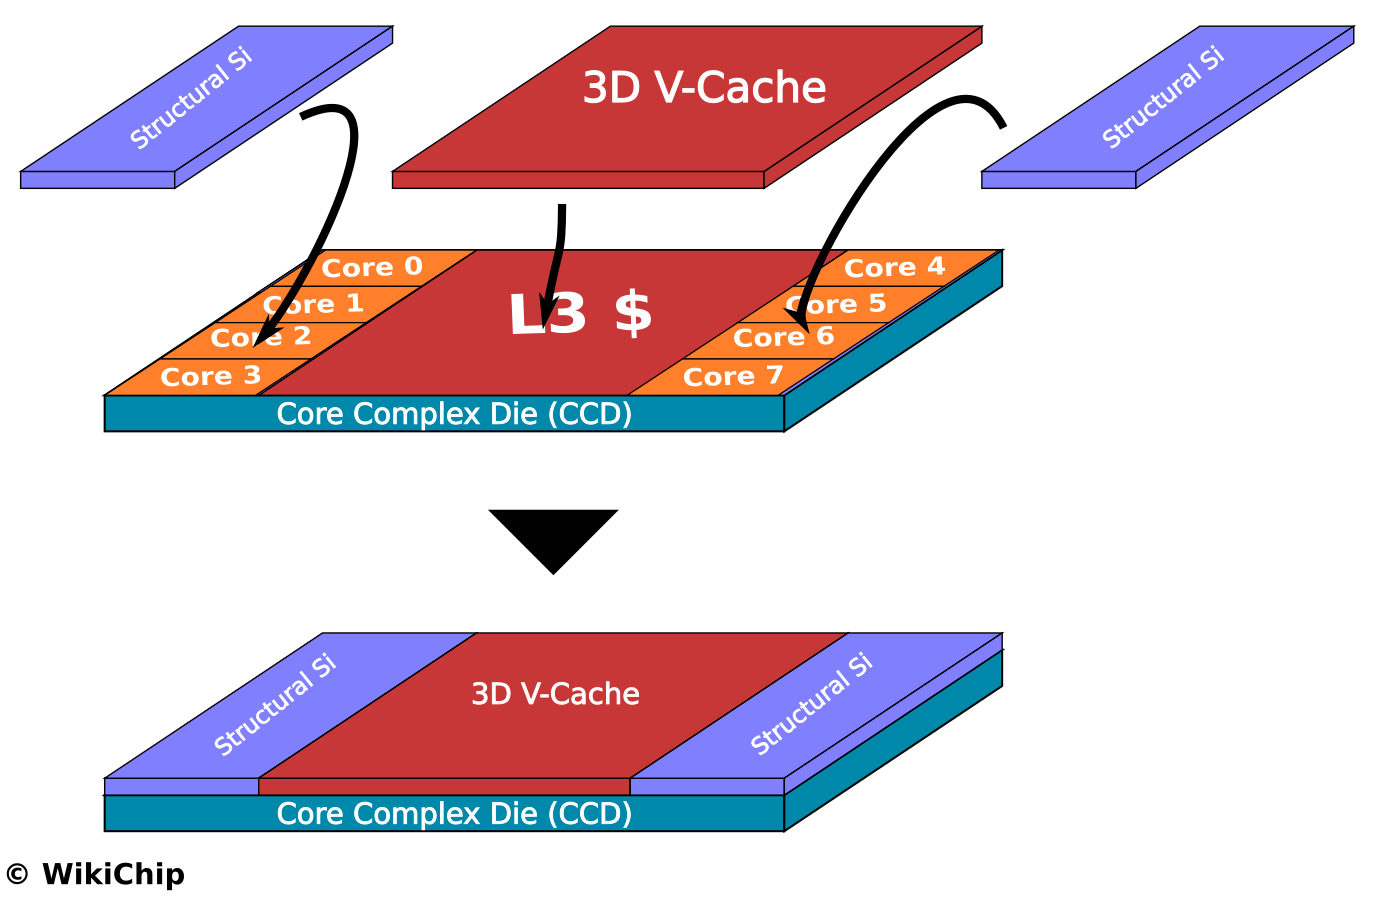 Structural Si
3D V-Cache
Structural Si
Core 0
Core 4
Core 1
Core 5
L3 $
Core 2
Core 6
Core 3
Core 7
Core Complex Die (CCD)
Structural Si
3D V-Cache
Structural Si
Core Complex Die (CCD)
© WikiChip